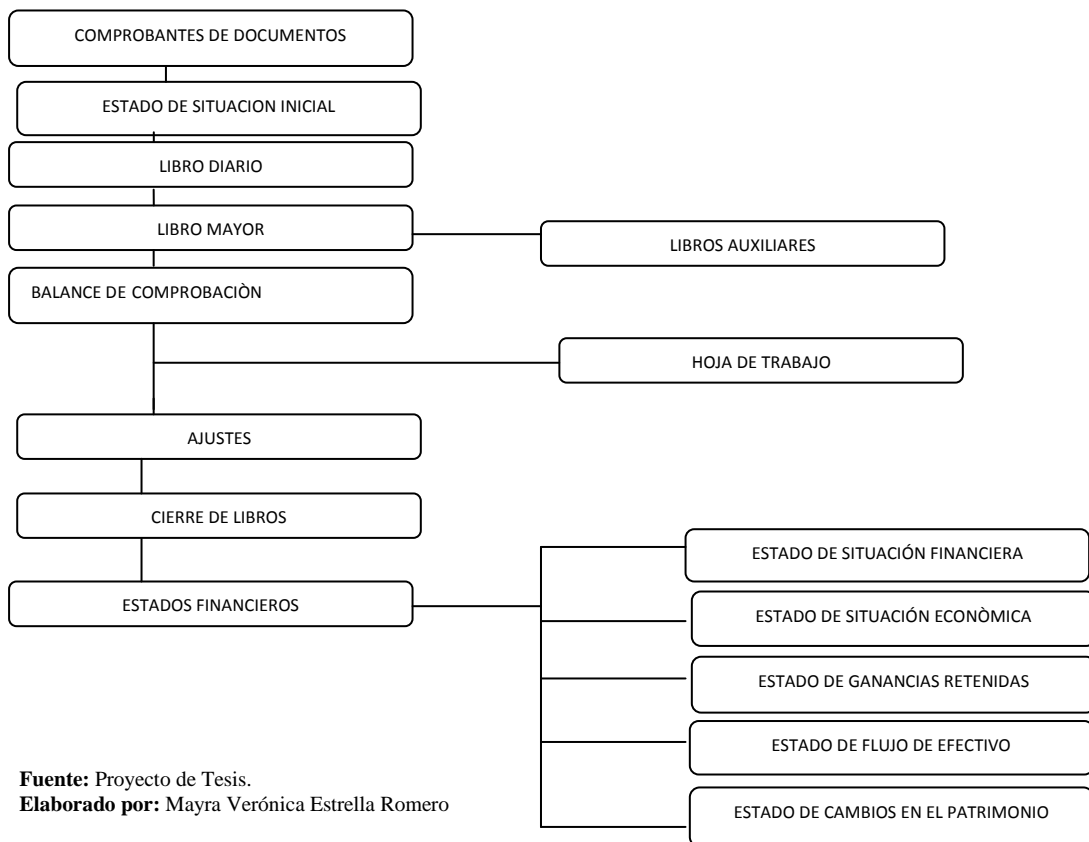 COMPROBANTES DE DOCUMENTOS
ESTADO DE SITUACION INICIAL
LIBRO DIARIO
LIBRO MAYOR
LIBROS AUXILIARES
BALANCE DE COMPROBACIÒN
HOJA DE TRABAJO
AJUSTES
CIERRE DE LIBROS
ESTADOS FINANCIEROS
ESTADO DE SITUACIÓN FINANCIERA
ESTADO DE SITUACIÓN ECONÒMICA
ESTADO DE GANANCIAS RETENIDAS
ESTADO DE FLUJO DE EFECTIVO
ESTADO DE CAMBIOS EN EL PATRIMONIO
Fuente: Proyecto de Tesis.
Elaborado por: Mayra Verónica Estrella Romero